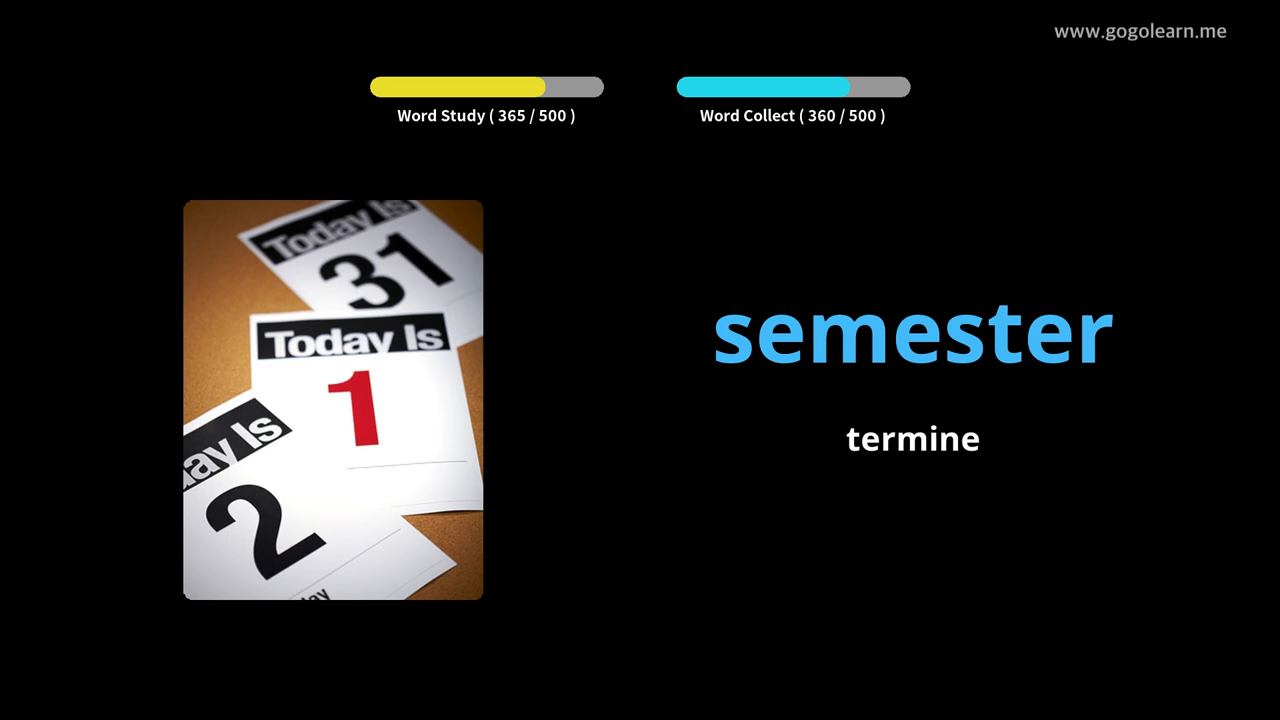 www.gogolearn.me
Word Study ( 365 / 500 )
Word Collect ( 360 / 500 )
Today Is
31
Today Is
1
ay Is
2
day
semester
termine